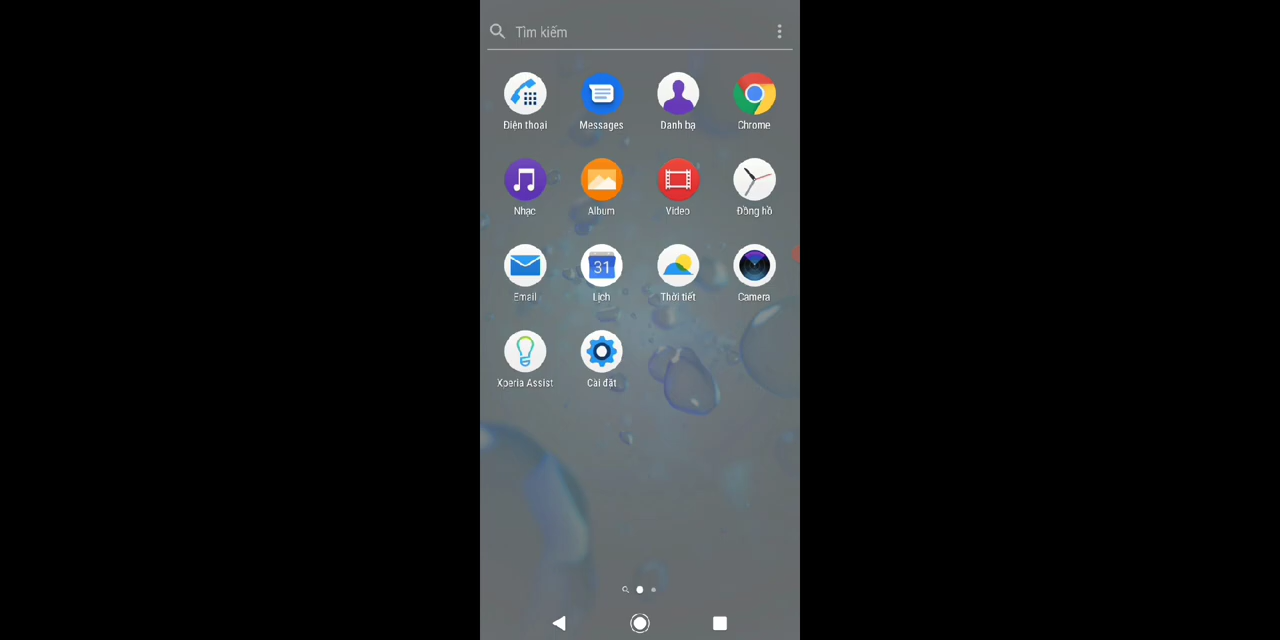 Tìm kiếm
Điện thoại
Messages
Danh bạ
Chrome
Nhạc
Album
Video
Đồng hồ
Email
31
Lịch
Thời tiết
Camera
Xperia Assist
Cài đặt